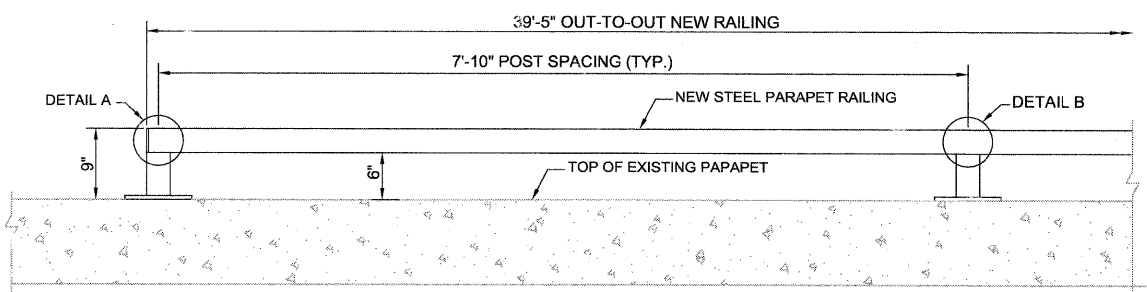 39'-5" OUT-TO-OUT NEW RAILING
7'-10" POST SPACING (TYP.)
DETAIL A
NEW STEEL PARAPET RAILING
DETAIL B
9"
6"
TOP OF EXISTING PAPAPET